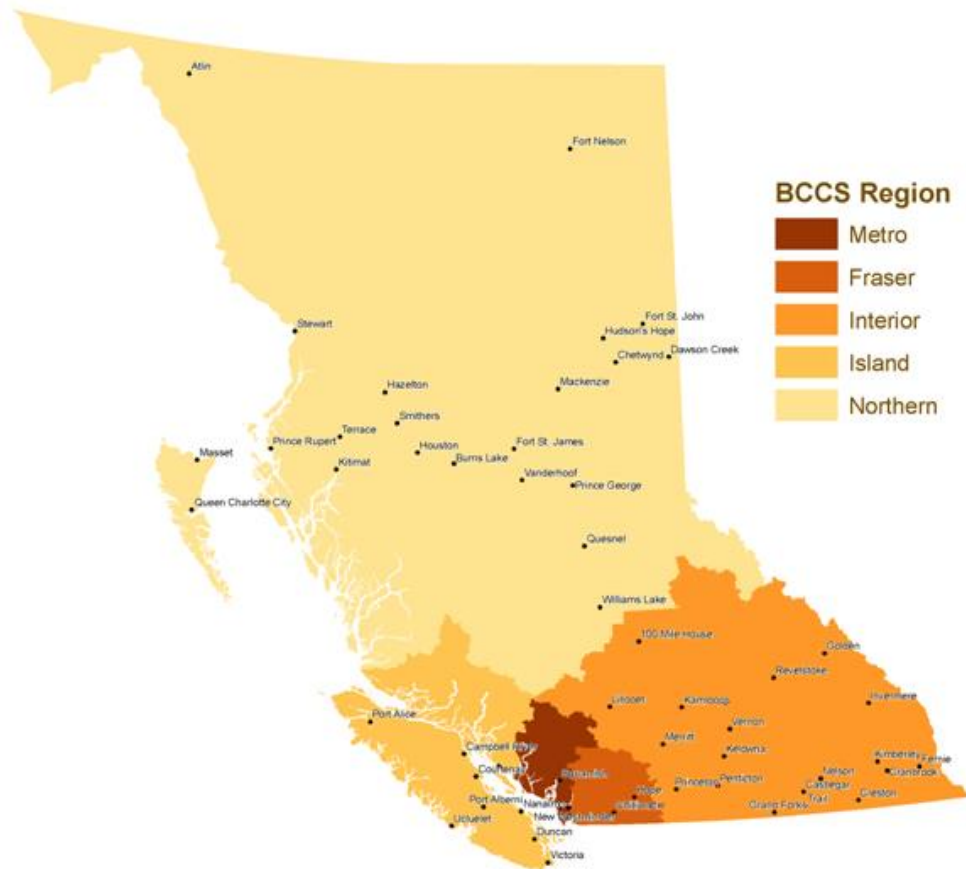 Atlin
Fort Nelson
BCCS Region
Metro
Fraser
Interior
Island
Northern
Fort St. John
Stewart
Hudson's Hope
Dawson Creek
Chetwynd
Hazelton
Mackenzie
Smithers
Terrace
Prince Rupert
Fort St. James
Houston
Masset
Burns Lake
Kitimat
Vanderhoof
Prince George
Queen Charlotte City
Quesnel
Williams Lake
100 Mile House
Golden
Revelstoke
Invermere
Lillooet
Kamloops
Port Alice
Vernon
Merritt
Campbell River
Kelowna
Kimberley
Fernie
Courtenay
Squamish
Cranbrook
Nelson
Princeton
Penticton
Castlegar
Hope
Trail
Creston
Port Alberni
Nanaimo
Chilliwack
Grand Forks
New Westminster
Ucluelet
Duncan
Victoria